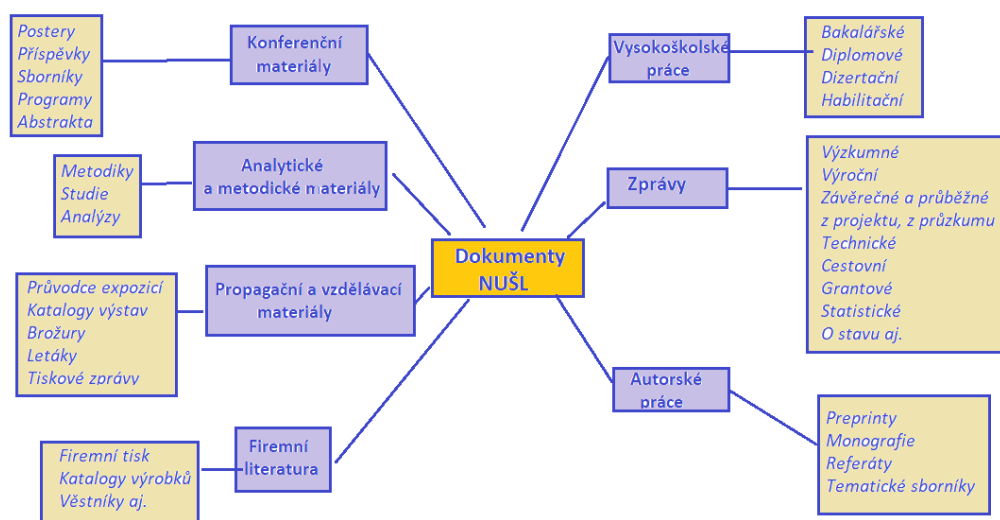 Postery
Příspěvky
Sborníky
Programy
Abstrakta
Konferenční
materiály
Vysokoškolské
práce
Bakalářské
Diplomové
Dizertační
Habilitační
Metodiky
Studie
Analýzy
Analytické
a metodické materiály
Zprávy
Výzkumné
Výroční
Závěrečné a průběžné
z projektu, z průzkumu
Technické
Cestovní
Grantové
Statistické
O stavu aj.
Dokumenty
NUŠL
Průvodce expozicí
Katalogy výstav
Brožury
Letáky
Tiskové zprávy
Propagační a vzdělávací
materiály
Autorské
práce
Preprinty
Monografie
Referáty
Tematické sborníky
Firemní tisk
Katalogy výrobků
Věstníky aj.
Firemní
literatura